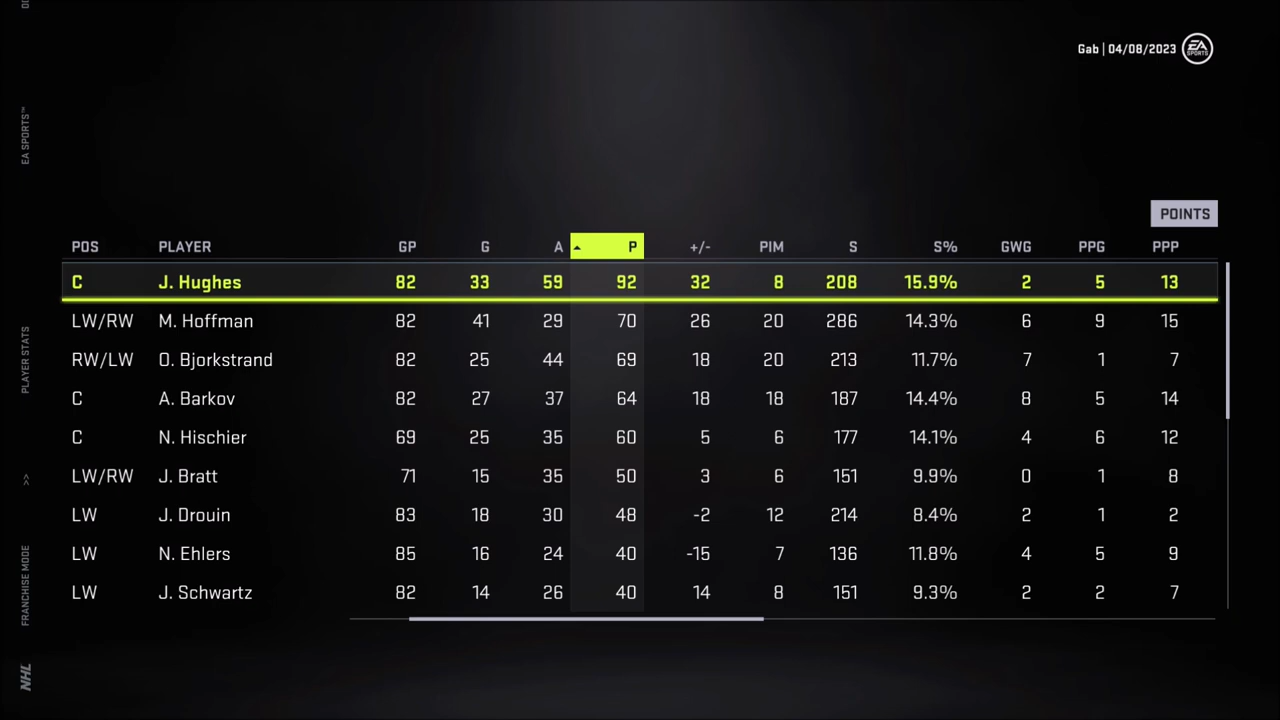 Gab | 04/08/2023 EA SPORTS
POINTS
POS PLAYER GP G A P +/- PIM S S% GWG PPG PPP
C J. Hughes 82 33 59 92 32 8 208 15.9% 2 5 13
LW/RW M. Hoffman 82 41 29 70 26 20 286 14.3% 6 9 15
RW/LW O. Bjorkstrand 82 25 44 69 18 20 213 11.7% 7 1 7
C A. Barkov 82 27 37 64 18 18 187 14.4% 8 5 14
C N. Hischier 69 25 35 60 5 6 177 14.1% 4 6 12
LW/RW J. Bratt 71 15 35 50 3 6 151 9.9% 0 1 8
LW J. Drouin 83 18 30 48 -2 12 214 8.4% 2 1 2
LW N. Ehlers 85 16 24 40 -15 7 136 11.8% 4 5 9
LW J. Schwartz 82 14 26 40 14 8 151 9.3% 2 2 7
NHL FRANCHISE MODE >> PLAYER STATS EA SPORTS™